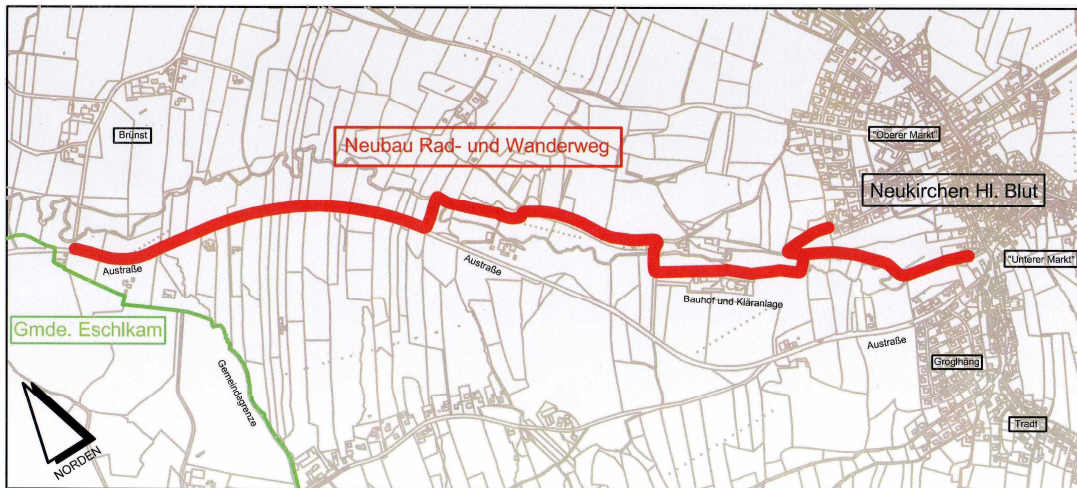 Brünst
Neubau Rad- und Wanderweg
"Oberer Markt"
Neukirchen Hl. Blut
"Unterer Markt"
Austraße
Austraße
Bauhof und Kläranlage
Gmde. Eschlkam
Gemeindagrenze
Austraße
Groglhäng
Tradt
NORDEN